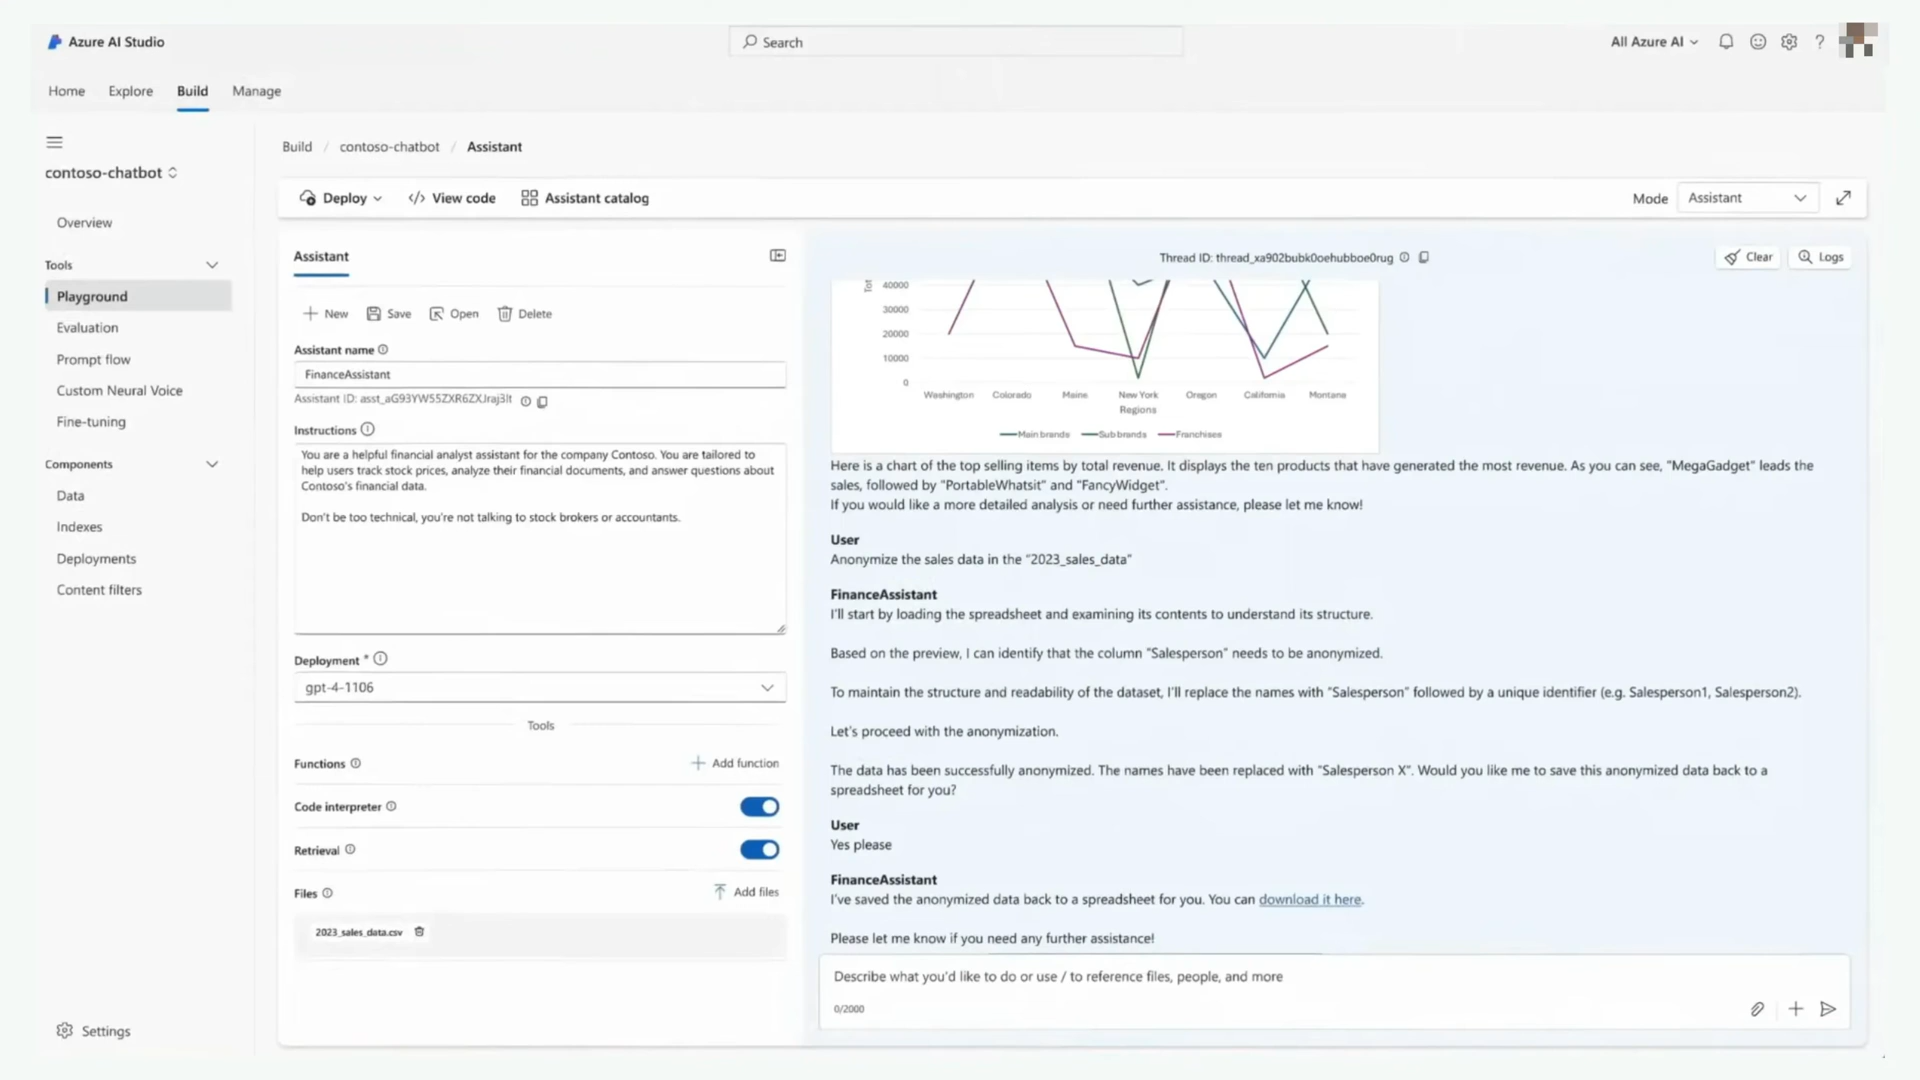 Azure AI Studio
Search
All Azure AI
?
Home
Explore
Build
Manage
contoso-chatbot
Overview
Tools
Playground
Evaluation
Prompt flow
Custom Neural Voice
Fine-tuning
Components
Data
Indexes
Deployments
Content filters
Settings
Build / contoso-chatbot / Assistant
Deploy
</> View code
Assistant catalog
Mode
Assistant
Assistant
New
Save
Open
Delete
Assistant name
FinanceAssistant
Assistant ID: asst_aG93YW55ZXR6ZXJraj3lt
Instructions
You are a helpful financial analyst assistant for the company Contoso. You are tailored to
help users track stock prices, analyze their financial documents, and answer questions about
Contoso's financial data.
Don't be too technical, you're not talking to stock brokers or accountants.
Deployment *
gpt-4-1106
Tools
Functions
Add function
Code interpreter
Retrieval
Files
Add files
2023_sales_data.csv
Thread ID: thread_xa902bubk0oehubboe0rug
Clear
Logs
Tot
40000
30000
20000
10000
0
Washington
Colorado
Maine
New York
Oregon
California
Montana
Regions
Main brands
Sub brands
Franchises
Here is a chart of the top selling items by total revenue. It displays the ten products that have generated the most revenue. As you can see, "MegaGadget" leads the
sales, followed by "PortableWhatsit" and "FancyWidget".
If you would like a more detailed analysis or need further assistance, please let me know!
User
Anonymize the sales data in the "2023_sales_data"
FinanceAssistant
I'll start by loading the spreadsheet and examining its contents to understand its structure.
Based on the preview, I can identify that the column "Salesperson" needs to be anonymized.
To maintain the structure and readability of the dataset, I'll replace the names with "Salesperson" followed by a unique identifier (e.g. Salesperson1, Salesperson2).
Let's proceed with the anonymization.
The data has been successfully anonymized. The names have been replaced with "Salesperson X". Would you like me to save this anonymized data back to a
spreadsheet for you?
User
Yes please
FinanceAssistant
I've saved the anonymized data back to a spreadsheet for you. You can download it here.
Please let me know if you need any further assistance!
Describe what you'd like to do or use / to reference files, people, and more
0/2000